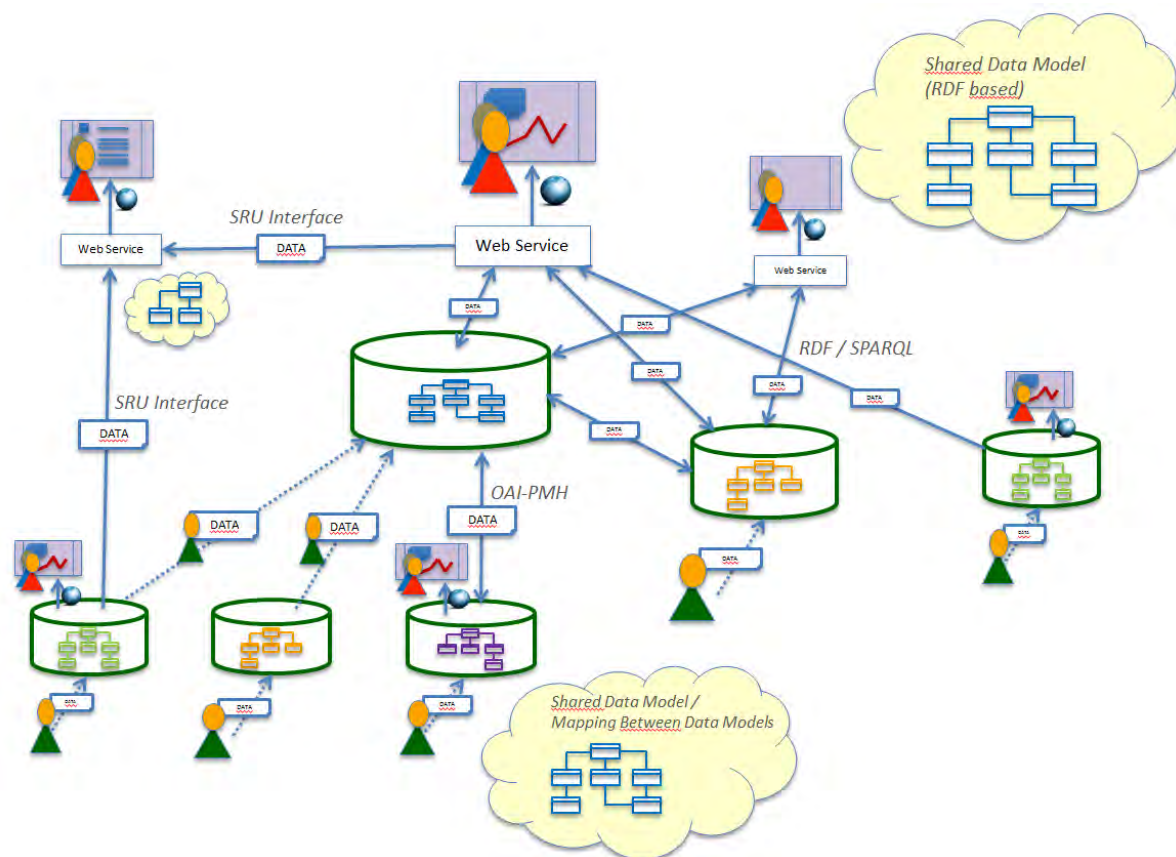 Shared Data Model
(RDF based)
SRU Interface
Web Service
DATA
Web Service
Web Service
DATA
DATA
RDF / SPARQL
DATA
DATA
DATA
SRU Interface
DATA
DATA
OAI-PMH
DATA
DATA
DATA
DATA
DATA
DATA
DATA
DATA
Shared Data Model /
Mapping Between Data Models